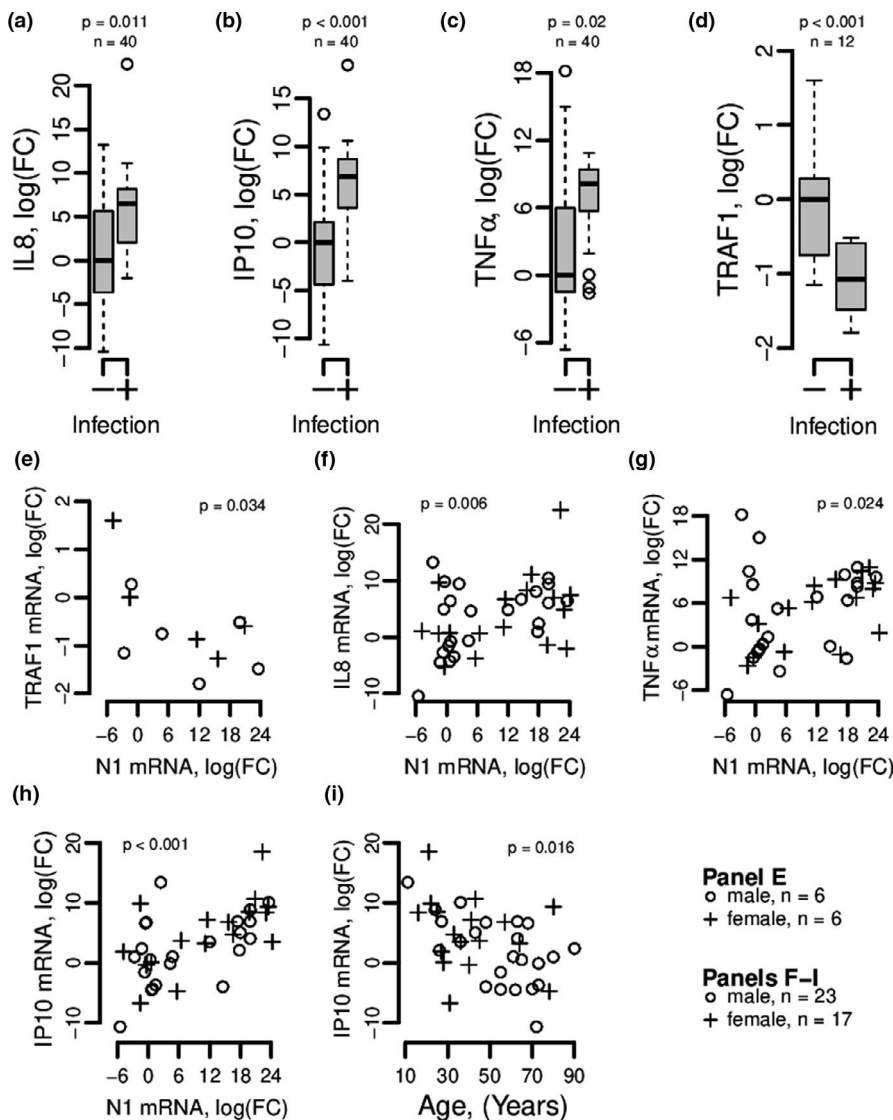 (a)
p = 0.011
n = 40
IL8, log(FC)
20
15
10
5
0
−5
−10
− +
Infection
(b)
p < 0.001
n = 40
IP10, log(FC)
15
10
5
0
−5
−10
− +
Infection
(c)
p = 0.02
n = 40
TNFα, log(FC)
18
12
6
0
−6
− +
Infection
(d)
p < 0.001
n = 12
TRAF1, log(FC)
2
1
0
−1
−2
− +
Infection
(e)
p = 0.034
TRAF1 mRNA, log(FC)
2
1
0
−1
−2
−6 0 6 12 18 24
N1 mRNA, log(FC)
(f)
p = 0.006
IL8 mRNA, log(FC)
20
10
0
−10
−6 0 6 12 18 24
N1 mRNA, log(FC)
(g)
p = 0.024
TNFα mRNA, log(FC)
18
12
6
0
−6
−6 0 6 12 18 24
N1 mRNA, log(FC)
(h)
p < 0.001
IP10 mRNA, log(FC)
20
10
0
−10
−6 0 6 12 18 24
N1 mRNA, log(FC)
(i)
p = 0.016
IP10 mRNA, log(FC)
20
10
0
−10
10 30 50 70 90
Age, (Years)
Panel E
male, n = 6
female, n = 6
Panels F-I
male, n = 23
female, n = 17